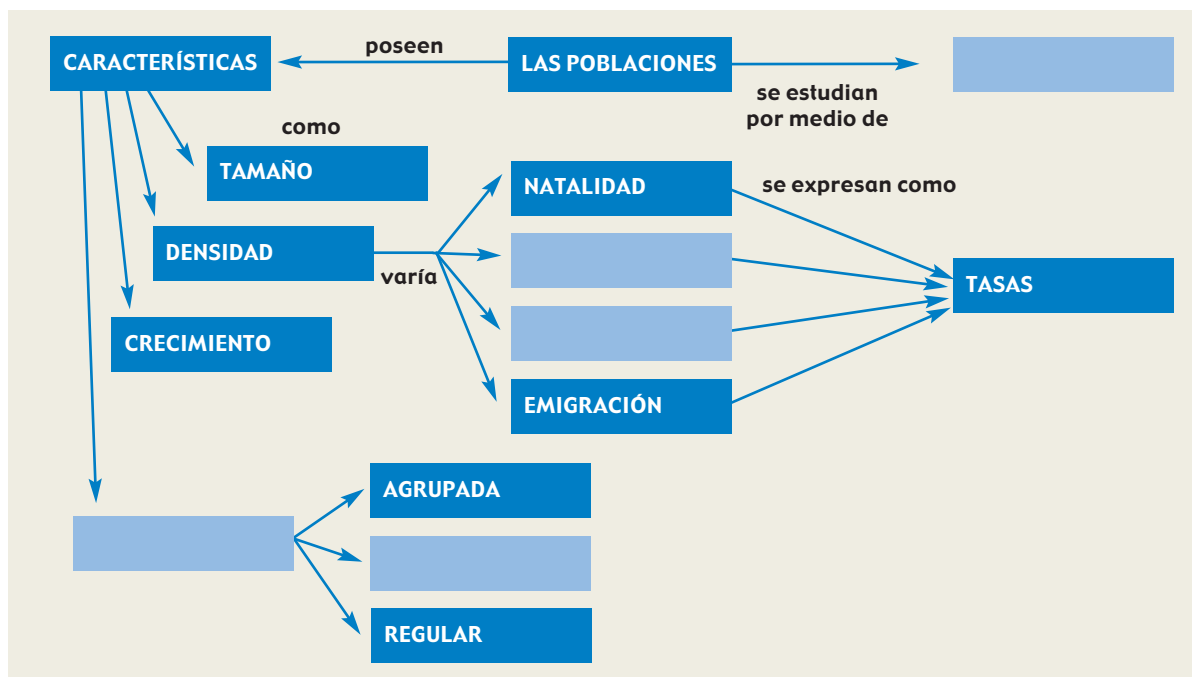 CARACTERÍSTICAS
poseen
LAS POBLACIONES
se estudian
por medio de
como
TAMAÑO
NATALIDAD
se expresan como
DENSIDAD
varía
TASAS
CRECIMIENTO
EMIGRACIÓN
AGRUPADA
REGULAR